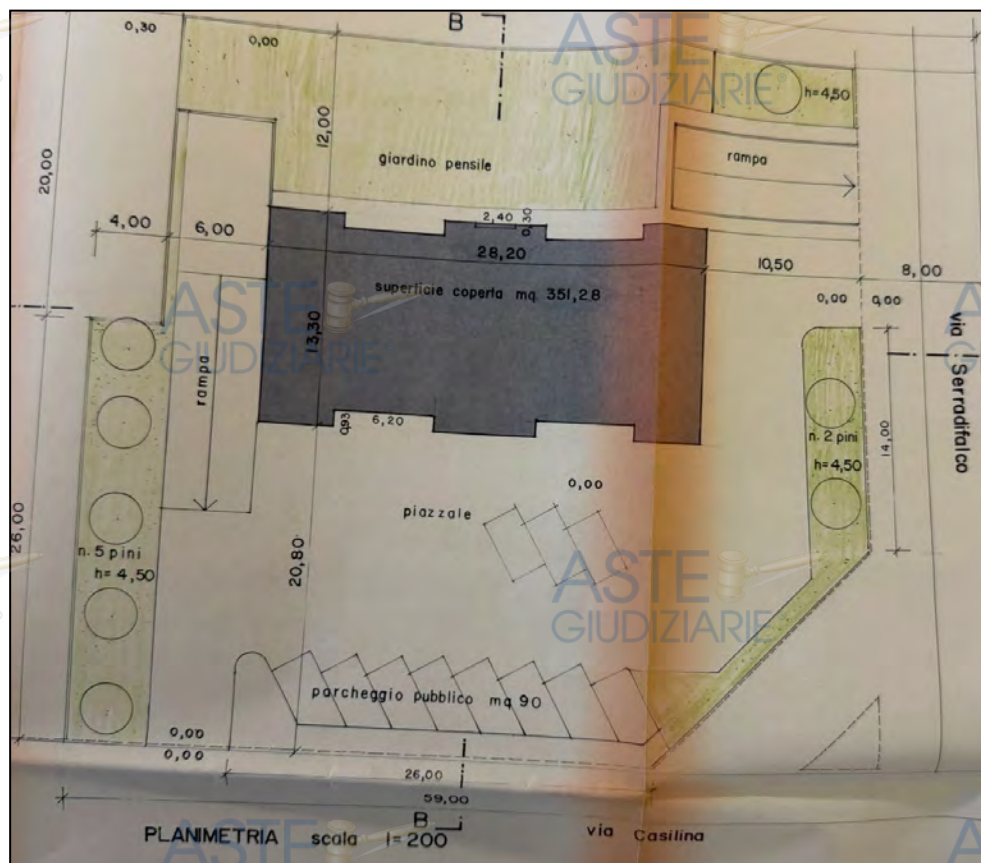 B
0,30
0,00
h=4,50
12,00
giardino pensile
rampa
20,00
4,00
6,00
2,40
0,30
28,20
10,50
8,00
superficie coperta mq. 351,28
0,00
0,00
13,30
via Serradifalco
rampa
0,93
6,20
n. 2 pini
h=4,50
14,00
0,00
piazzale
26,00
n. 5 pini
h=4,50
20,80
parcheggio pubblico mq 90
0,00
0,00
26,00
59,00
B
PLANIMETRIA scala 1=200
via Casilina
ASTE
GIUDIZIARIE®
ASTE
GIUDIZIARIE
ASTE
GIUDIZIARIE